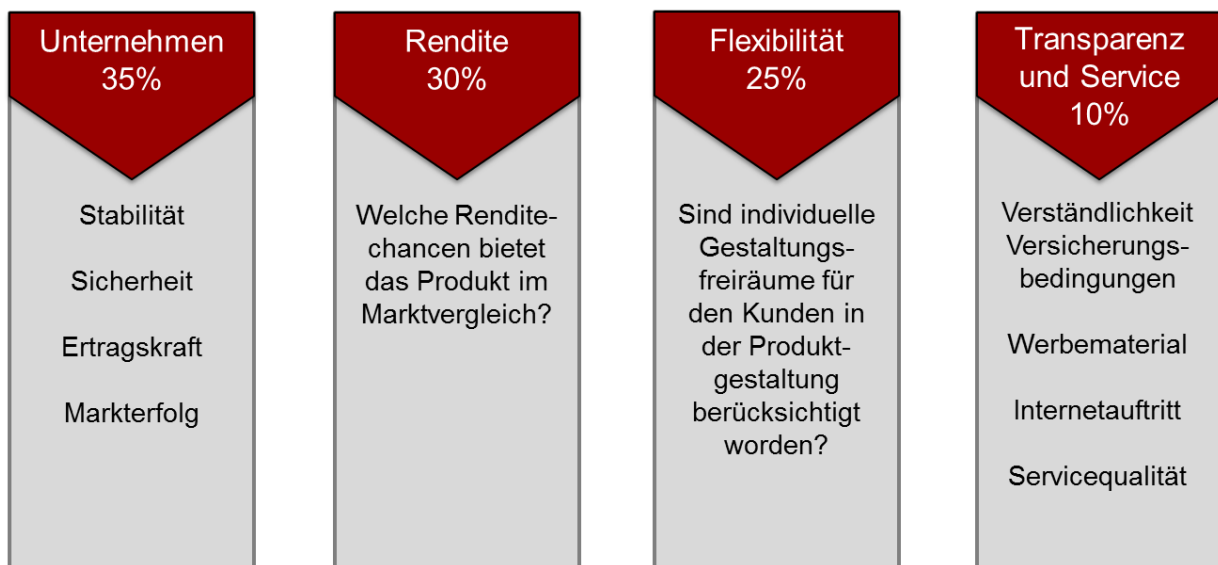 Unternehmen
35%
Stabilität
Sicherheit
Ertragskraft
Markterfolg
Rendite
30%
Welche Rendite-
chancen bietet
das Produkt im
Marktvergleich?
Flexibilität
25%
Sind individuelle
Gestaltungs-
freiräume für
den Kunden in
der Produkt-
gestaltung
berücksichtigt
worden?
Transparenz
und Service
10%
Verständlichkeit
Versicherungs-
bedingungen
Werbematerial
Internetauftritt
Servicequalität